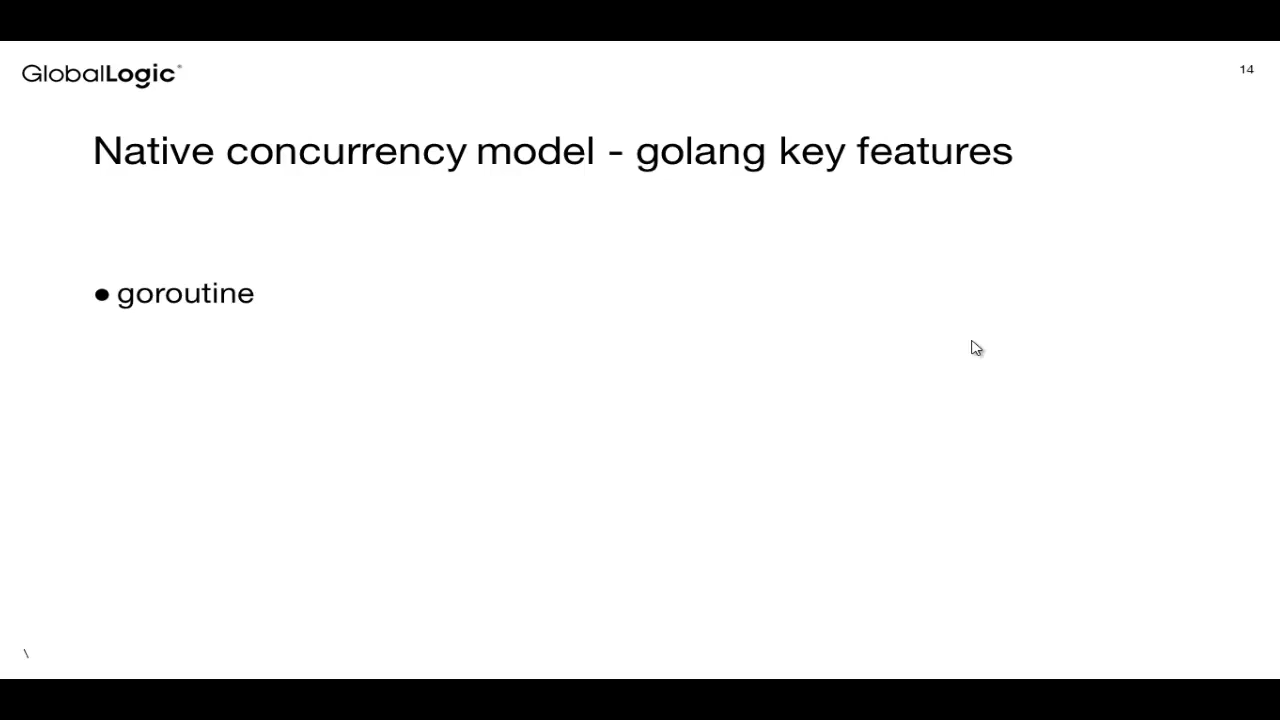 GlobalLogic®
14
Native concurrency model - golang key features
● goroutine
\